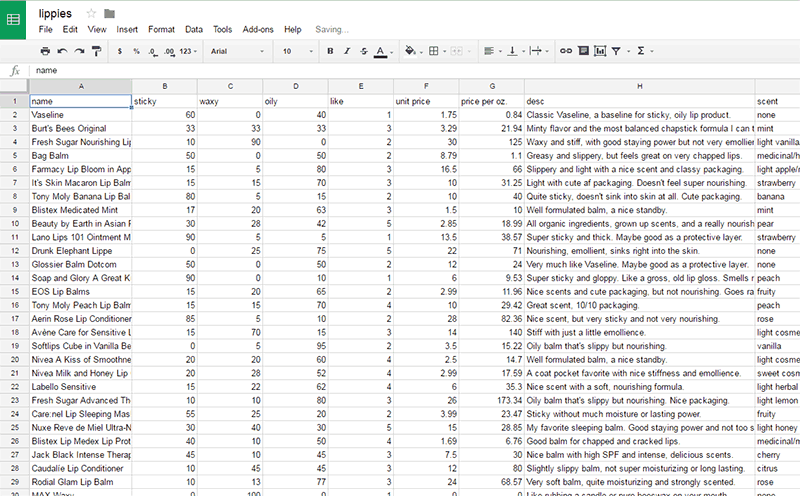 lippies
File Edit View Insert Format Data Tools Add-ons Help Saving...
$ % .0 .00 123 Arial 10 B I S A
fx name
A B C D E F G H
1 name sticky waxy oily like unit price price per oz. desc scent
2 Vaseline 60 0 40 1 1.75 0.84 Classic Vaseline, a baseline for sticky, oily lip product. none
3 Burt's Bees Original 33 33 33 3 3.29 21.94 Minty flavor and the most balanced chapstick formula I can t mint
4 Fresh Sugar Nourishing Lip 10 90 0 2 30 125 Waxy and stiff, with good staying power but not very emollier light vanilla
5 Bag Balm 50 0 50 2 8.79 1.1 Greasy and slippery, but feels great on very chapped lips. medicinal/h
6 Farmacy Lip Bloom in App 15 5 80 3 16.5 66 Slippery and light with a nice scent and classy packaging. light apple/r
7 It's Skin Macaron Lip Balm 15 15 70 3 10 31.25 Light with cute af packaging. Doesn't feel super nourishing. strawberry
8 Tony Moly Banana Lip Bal 80 5 15 2 10 40 Quite sticky, doesn't sink into skin at all. Cute packaging. banana
9 Blistex Medicated Mint 17 20 63 3 1.5 10 Well formulated balm, a nice standby. mint
10 Beauty by Earth in Asian P 30 28 42 5 2.85 18.99 All organic ingredients, grown up scents, and a really nourish pear
11 Lano Lips 101 Ointment M 90 5 5 1 13.5 38.57 Super sticky and thick. Maybe good as a protective layer. strawberry
12 Drunk Elephant Lippe 0 25 75 5 22 71 Nourishing, emollient, sinks right into the skin. none
13 Glossier Balm Dotcom 50 0 50 2 12 24 Very much like Vaseline. Maybe good as a protective layer. none
14 Soap and Glory A Great K 90 0 10 1 6 9.53 Super sticky and gloppy. Like a gross, old lip gloss. Smells r peach
15 EOS Lip Balms 15 20 65 2 2.99 11.96 Nice scents and cute packaging, but not nourishing. Goes ra fruity
16 Tony Moly Peach Lip Balm 15 15 70 4 10 29.42 Great scent, 10/10 packaging. peach
17 Aerin Rose Lip Conditioner 85 5 10 2 28 82.36 Nice scent, but very sticky and not very nourishing. rose
18 Avène Care for Sensitive L 15 70 15 3 14 140 Stiff with just a little emollience. light cosme
19 Softlips Cube in Vanilla Be 0 5 95 2 3.5 15.22 Oily balm that's slippy but nourishing. vanilla
20 Nivea A Kiss of Smoothne 20 20 60 4 2.5 14.7 Well formulated balm, a nice standby. light cosme
21 Nivea Milk and Honey Lip 20 28 52 4 2.99 17.59 A coat pocket favorite with nice stiffness and emollience. sweet cosm
22 Labello Sensitive 15 22 62 4 6 35.3 Nice scent with a soft, nourishing formula. light herbal
23 Fresh Sugar Advanced Th 10 10 80 3 26 173.34 Oily balm that's slippy but nourishing. Nice packaging. light lemon
24 Care:nel Lip Sleeping Mas 55 25 20 2 3.99 23.47 Sticky without much moisture or lasting power. fruity
25 Nuxe Reve de Miel Ultra-N 30 40 30 5 15 28.85 My favorite sleeping balm. Good staying power and not too s light honey
26 Blistex Lip Medex Lip Prot 40 10 50 4 1.69 6.76 Good balm for chapped and cracked lips. medicinal/m
27 Jack Black Intense Therap 45 10 45 3 7.5 30 Nice balm with high SPF and intense, delicious scents. cherry
28 Caudalíe Lip Conditioner 10 45 45 3 12 80 Slightly slippy balm, not super moisturizing or long lasting. citrus
29 Rodial Glam Lip Balm 10 13 77 3 24 68.57 Very soft balm, quite moisturizing and strongly scented. rose
30 MAX Waxy 0 100 0 1 0 0 Like rubbing a candle or pure beeswax on your mouth. none